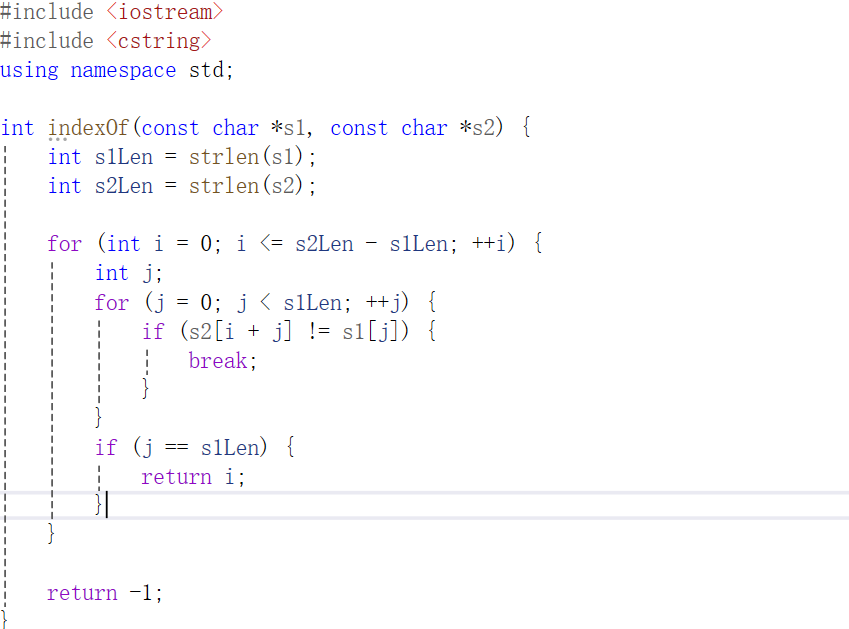 #include <iostream>
#include <cstring>
using namespace std;
int indexOf(const char *s1, const char *s2) {
int s1Len = strlen(s1);
int s2Len = strlen(s2);
for (int i = 0; i <= s2Len - s1Len; ++i) {
int j;
for (j = 0; j < s1Len; ++j) {
if (s2[i + j] != s1[j]) {
break;
}
}
if (j == s1Len) {
return i;
}
}
return -1;
}